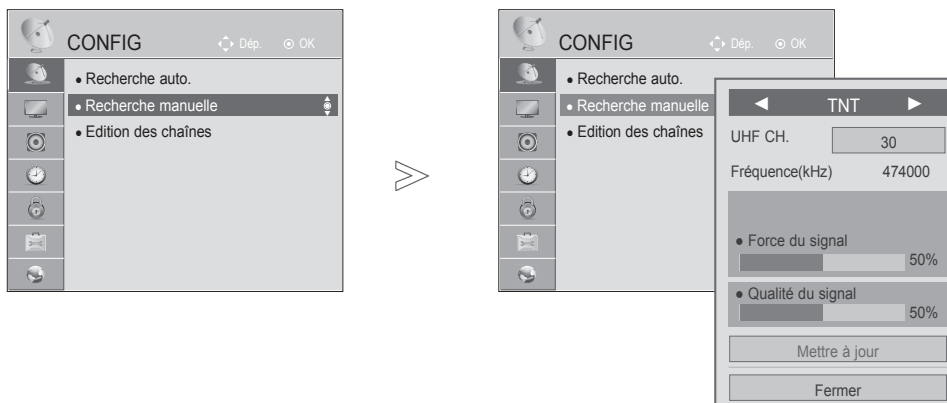 CONFIG Dép. OK
• Recherche auto.
• Recherche manuelle
• Edition des chaînes
CONFIG Dép. OK
• Recherche auto.
• Recherche manuelle
• Edition des chaînes
◄ TNT ►
UHF CH. 30
Fréquence(kHz) 474000
• Force du signal
50%
• Qualité du signal
50%
Mettre à jour
Fermer